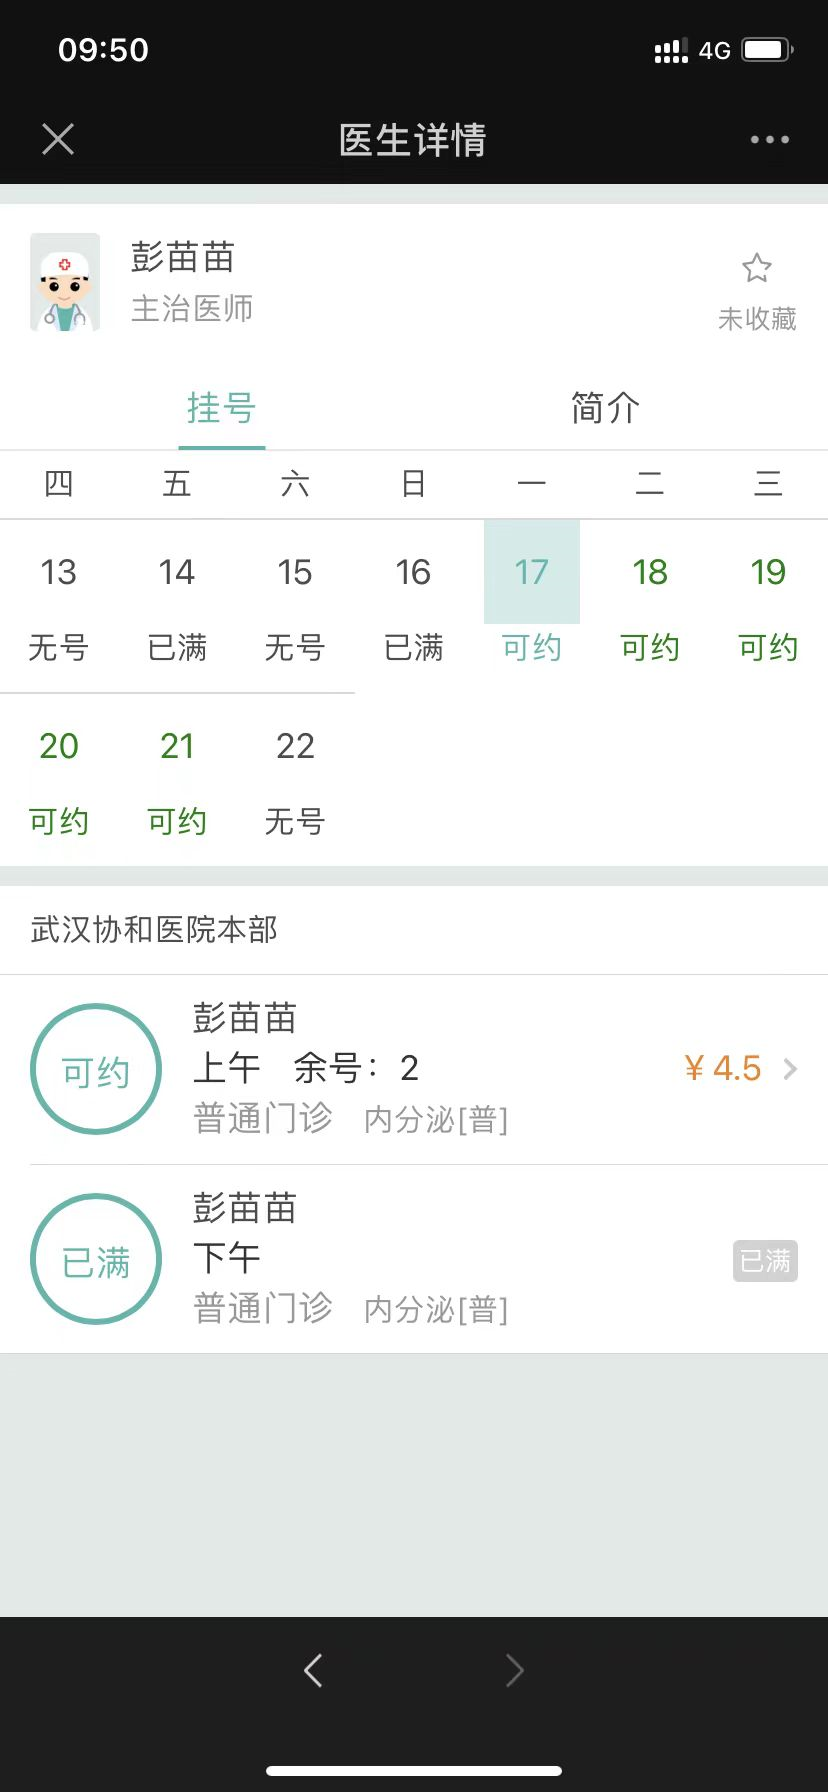 09:50 4G
医生详情
彭苗苗
主治医师
未收藏
挂号 简介
四 五 六 日 一 二 三
13 14 15 16 17 18 19
无号 已满 无号 已满 可约 可约 可约
20 21 22
可约 可约 无号
武汉协和医院本部
彭苗苗
可约 上午 余号：2 ¥ 4.5
普通门诊 内分泌[普]
彭苗苗
已满 下午 已满
普通门诊 内分泌[普]